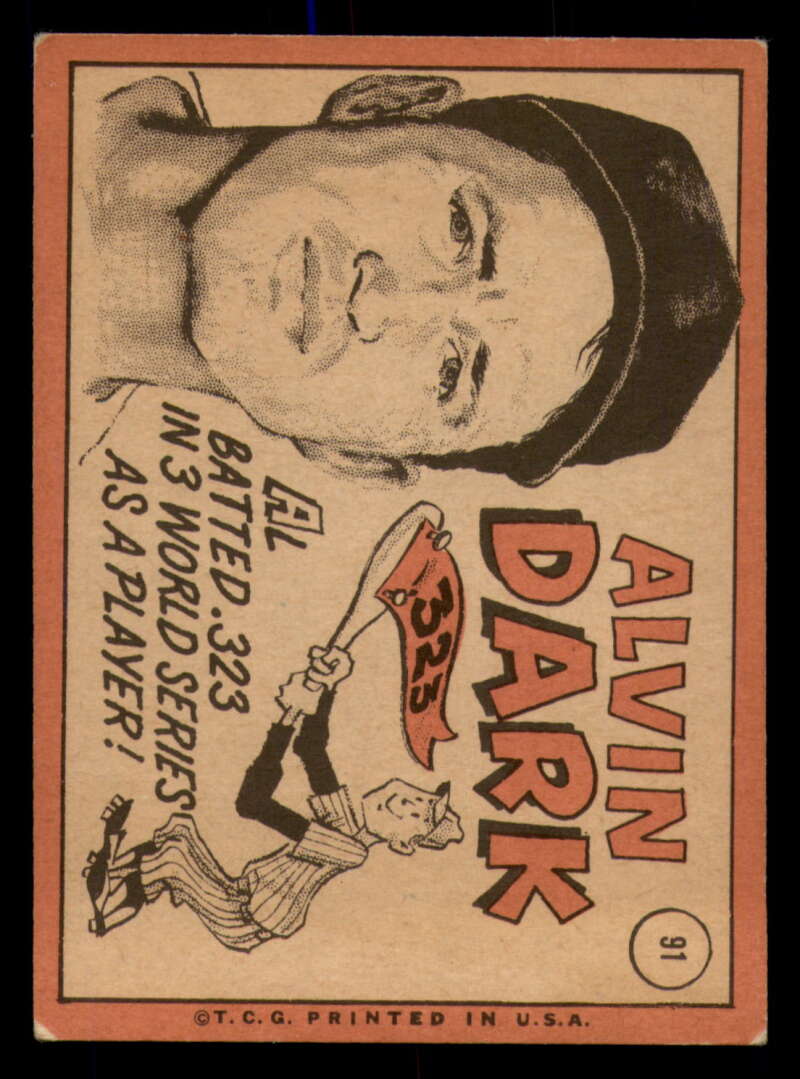 91
ALVIN
DARK
323
AL
BATTED .323
IN 3 WORLD SERIES
AS A PLAYER!
©T.C.G. PRINTED IN U.S.A.